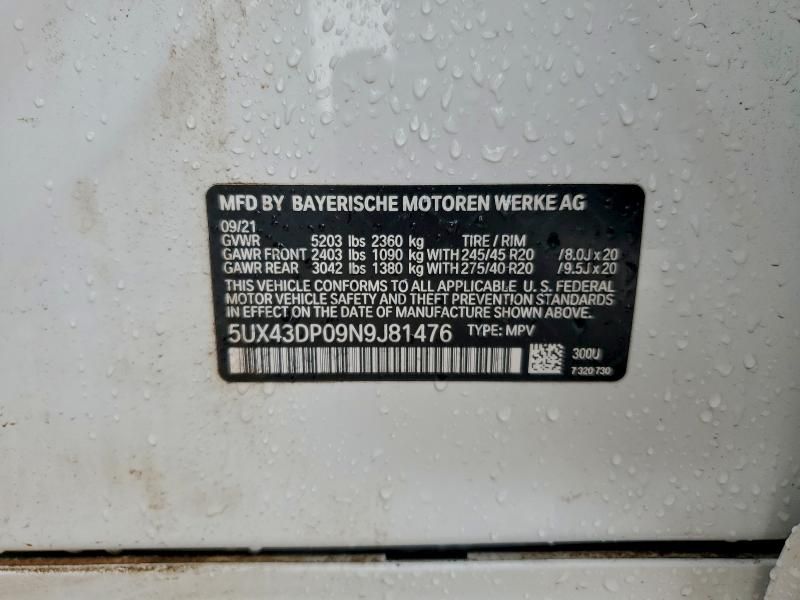 MFD BY BAYERISCHE MOTOREN WERKE AG
09/21
GVWR 5203 lbs 2360 kg TIRE / RIM
GAWR FRONT 2403 lbs 1090 kg WITH 245/45 R20 /8.0J x 20
GAWR REAR 3042 lbs 1380 kg WITH 275/40 R20 /9.5J x 20
THIS VEHICLE CONFORMS TO ALL APPLICABLE U. S. FEDERAL
MOTOR VEHICLE SAFETY AND THEFT PREVENTION STANDARDS
IN EFFECT ON THE DATE OF MANUFACTURE SHOWN ABOVE.
5UX43DP09N9J81476 TYPE: MPV
300U
7 320 730